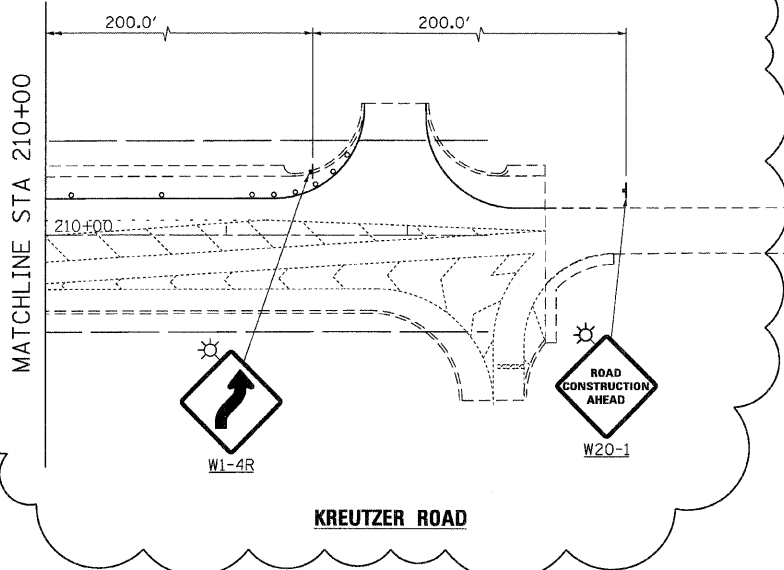 200.0'
200.0'
MATCHLINE STA 210+00
210+00
ROAD
CONSTRUCTION
AHEAD
W1-4R
W20-1
KREUTZER ROAD